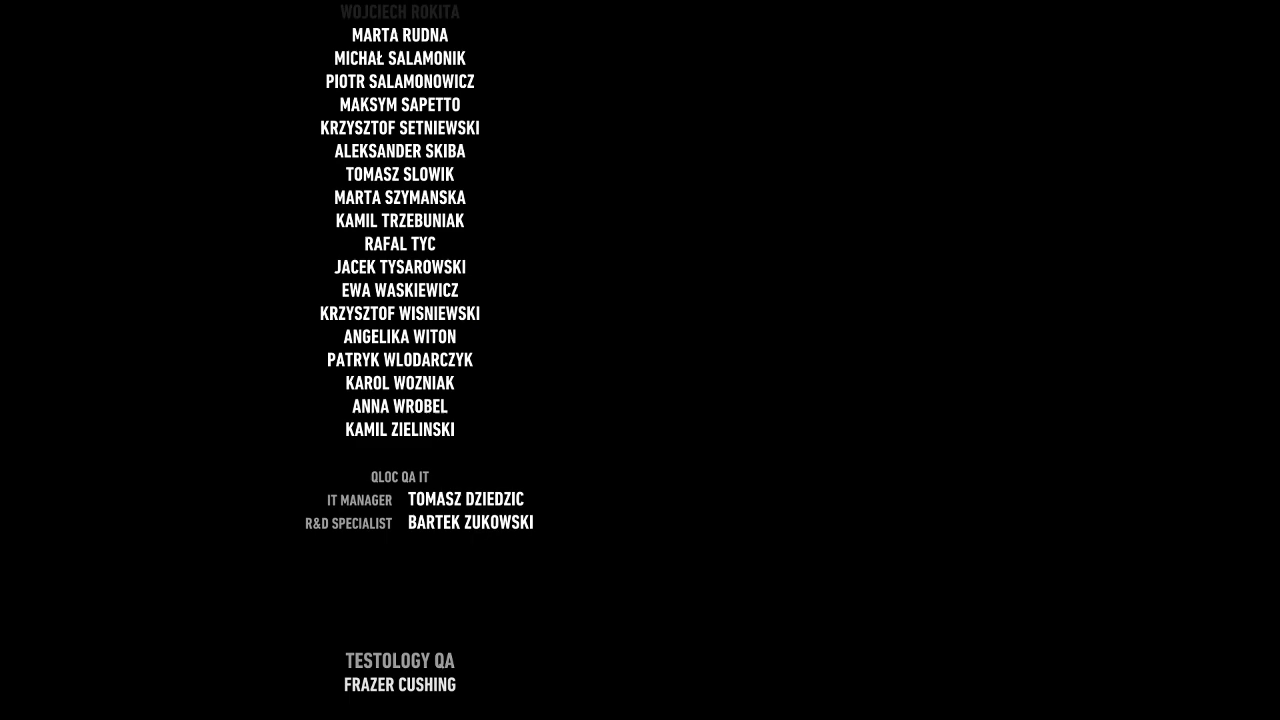 WOJCIECH ROKITA
MARTA RUDNA
MICHAŁ SALAMONIK
PIOTR SALAMONOWICZ
MAKSYM SAPETTO
KRZYSZTOF SETNIEWSKI
ALEKSANDER SKIBA
TOMASZ SLOWIK
MARTA SZYMANSKA
KAMIL TRZEBUNIAK
RAFAL TYC
JACEK TYSAROWSKI
EWA WASKIEWICZ
KRZYSZTOF WISNIEWSKI
ANGELIKA WITON
PATRYK WLODARCZYK
KAROL WOZNIAK
ANNA WROBEL
KAMIL ZIELINSKI
QLOC QA IT
IT MANAGER TOMASZ DZIEDZIC
R&D SPECIALIST BARTEK ZUKOWSKI
TESTOLOGY QA
FRAZER CUSHING